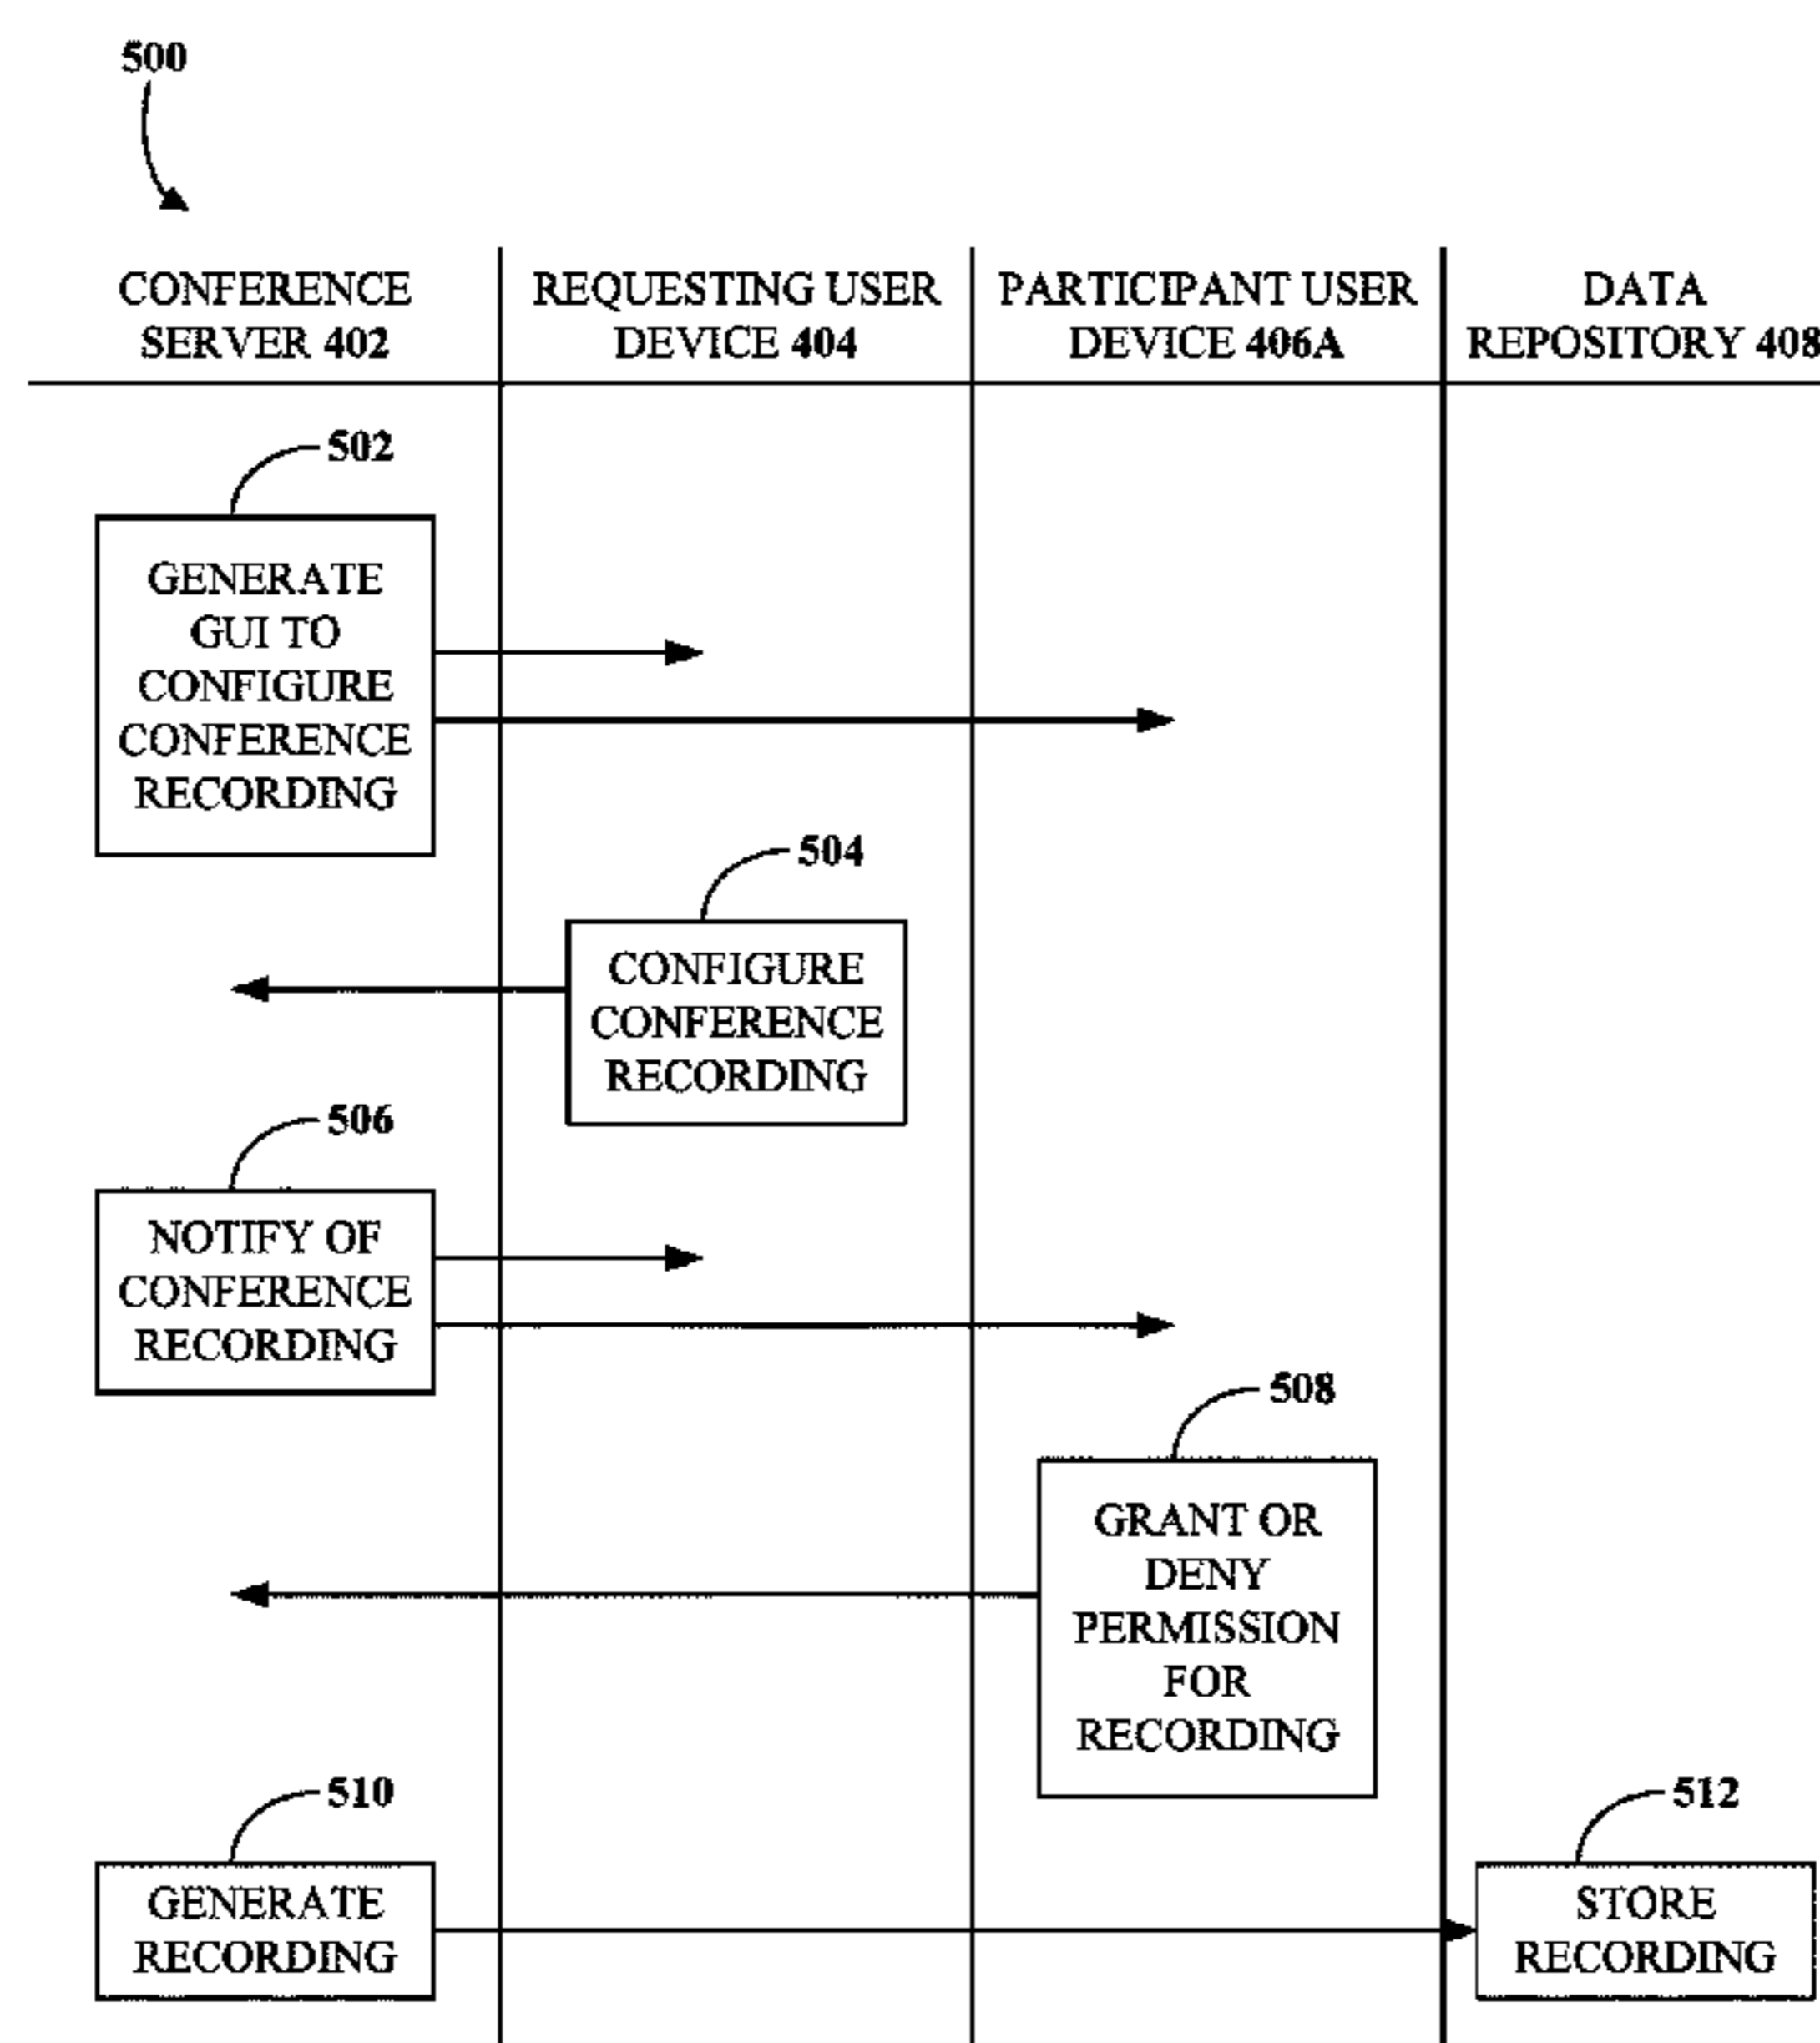 500
CONFERENCE
SERVER 402
REQUESTING USER
DEVICE 404
PARTICIPANT USER
DEVICE 406A
DATA
REPOSITORY 408
502
GENERATE
GUI TO
CONFIGURE
CONFERENCE
RECORDING
504
CONFIGURE
CONFERENCE
RECORDING
506
NOTIFY OF
CONFERENCE
RECORDING
508
GRANT OR
DENY
PERMISSION
FOR
RECORDING
510
GENERATE
RECORDING
512
STORE
RECORDING